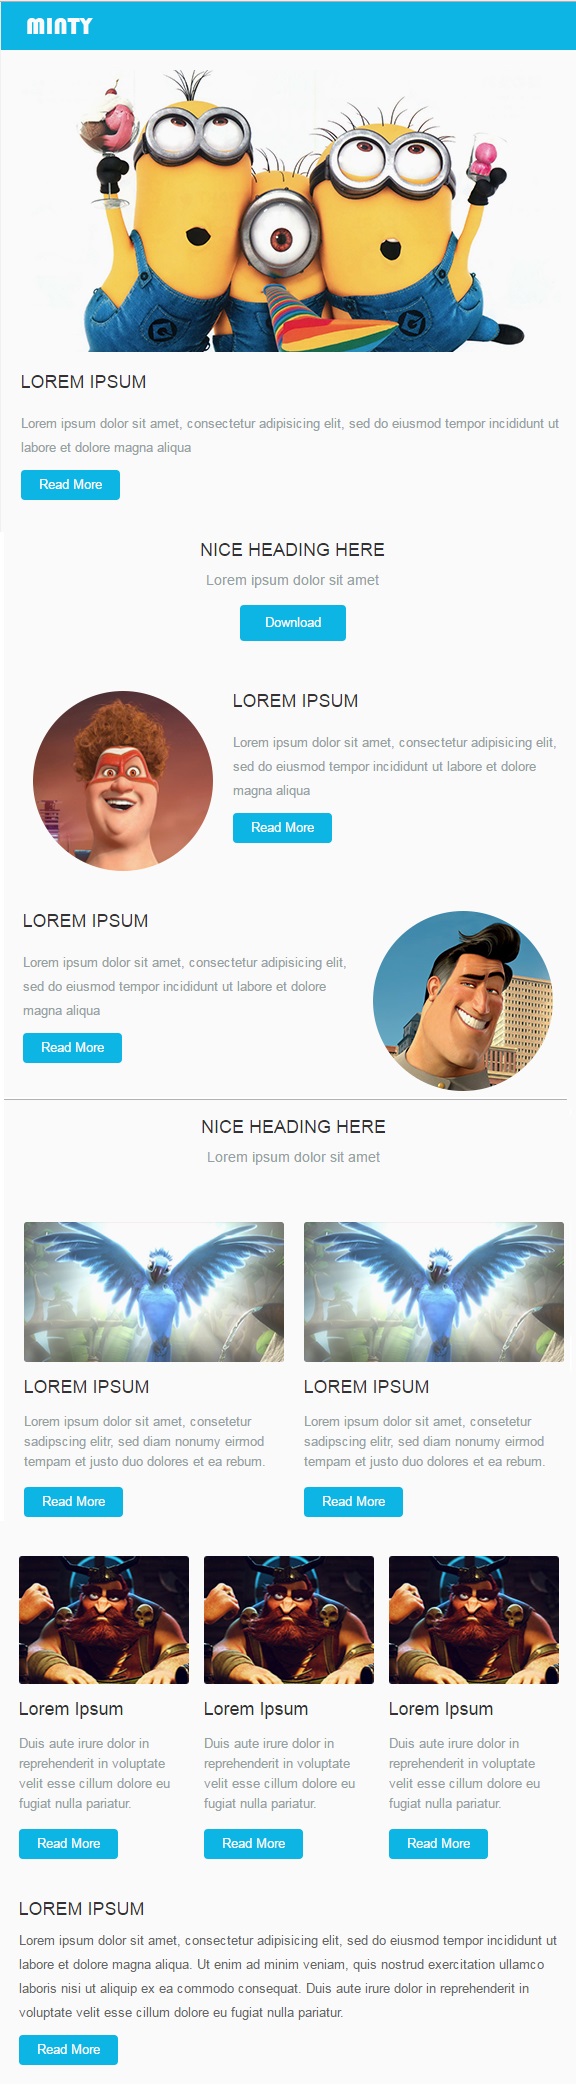 MINTY
LOREM IPSUM
Lorem ipsum dolor sit amet, consectetur adipisicing elit, sed do eiusmod tempor incididunt ut
labore et dolore magna aliqua
Read More
NICE HEADING HERE
Lorem ipsum dolor sit amet
Download
LOREM IPSUM
Lorem ipsum dolor sit amet, consectetur adipisicing elit,
sed do eiusmod tempor incididunt ut labore et dolore
magna aliqua
Read More
LOREM IPSUM
Lorem ipsum dolor sit amet, consectetur adipisicing elit,
sed do eiusmod tempor incididunt ut labore et dolore
magna aliqua
Read More
NICE HEADING HERE
Lorem ipsum dolor sit amet
LOREM IPSUM
Lorem ipsum dolor sit amet, consetetur
sadipscing elitr, sed diam nonumy eirmod
tempam et justo duo dolores et ea rebum.
Read More
LOREM IPSUM
Lorem ipsum dolor sit amet, consetetur
sadipscing elitr, sed diam nonumy eirmod
tempam et justo duo dolores et ea rebum.
Read More
Lorem Ipsum
Duis aute irure dolor in
reprehenderit in voluptate
velit esse cillum dolore eu
fugiat nulla pariatur.
Read More
Lorem Ipsum
Duis aute irure dolor in
reprehenderit in voluptate
velit esse cillum dolore eu
fugiat nulla pariatur.
Read More
Lorem Ipsum
Duis aute irure dolor in
reprehenderit in voluptate
velit esse cillum dolore eu
fugiat nulla pariatur.
Read More
LOREM IPSUM
Lorem ipsum dolor sit amet, consectetur adipisicing elit, sed do eiusmod tempor incididunt ut
labore et dolore magna aliqua. Ut enim ad minim veniam, quis nostrud exercitation ullamco
laboris nisi ut aliquip ex ea commodo consequat. Duis aute irure dolor in reprehenderit in
voluptate velit esse cillum dolore eu fugiat nulla pariatur.
Read More